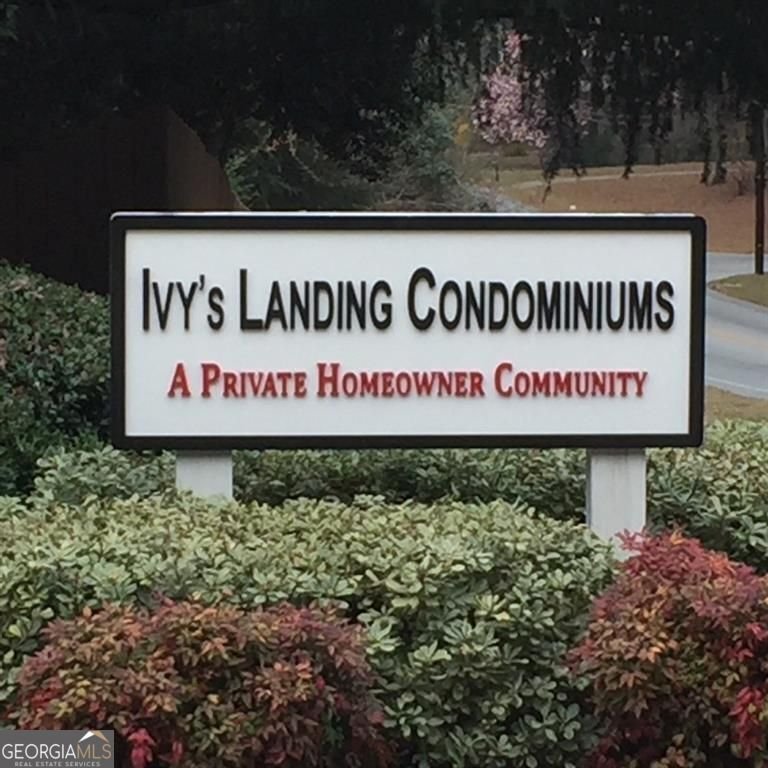 Ivy's Landing Condominiums
A Private Homeowner Community
GEORGIAMLS
REAL ESTATE SERVICES